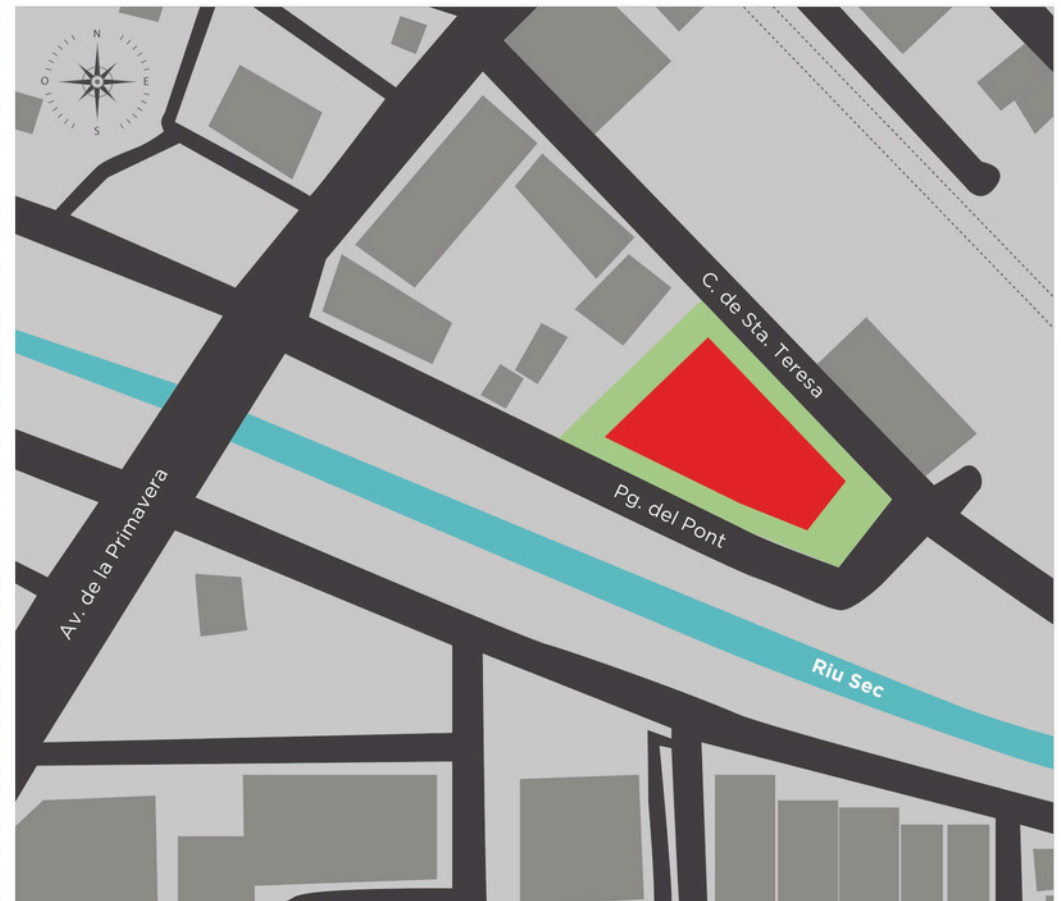 N
O
E
S
C. de Sta. Teresa
Pg. del Pont
Av. de la Primavera
Riu Sec